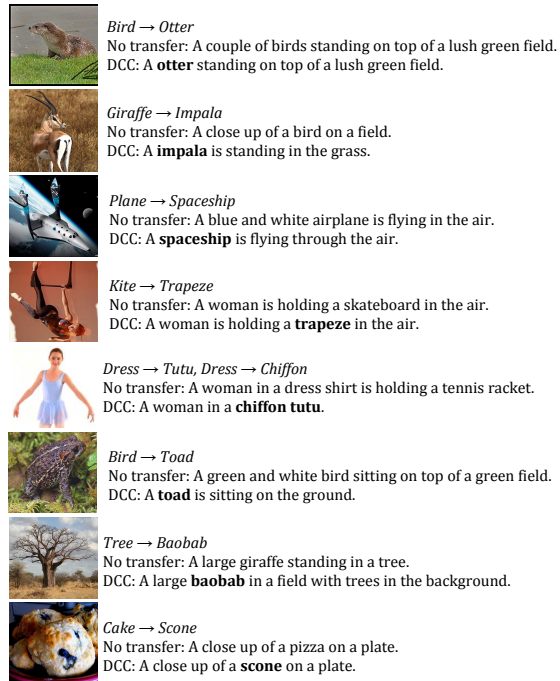 Bird → Otter
No transfer: A couple of birds standing on top of a lush green field.
DCC: A otter standing on top of a lush green field.
Giraffe → Impala
No transfer: A close up of a bird on a field.
DCC: A impala is standing in the grass.
Plane → Spaceship
No transfer: A blue and white airplane is flying in the air.
DCC: A spaceship is flying through the air.
Kite → Trapeze
No transfer: A woman is holding a skateboard in the air.
DCC: A woman is holding a trapeze in the air.
Dress → Tutu, Dress → Chiffon
No transfer: A woman in a dress shirt is holding a tennis racket.
DCC: A woman in a chiffon tutu.
Bird → Toad
No transfer: A green and white bird sitting on top of a green field.
DCC: A toad is sitting on the ground.
Tree → Baobab
No transfer: A large giraffe standing in a tree.
DCC: A large baobab in a field with trees in the background.
Cake → Scone
No transfer: A close up of a pizza on a plate.
DCC: A close up of a scone on a plate.